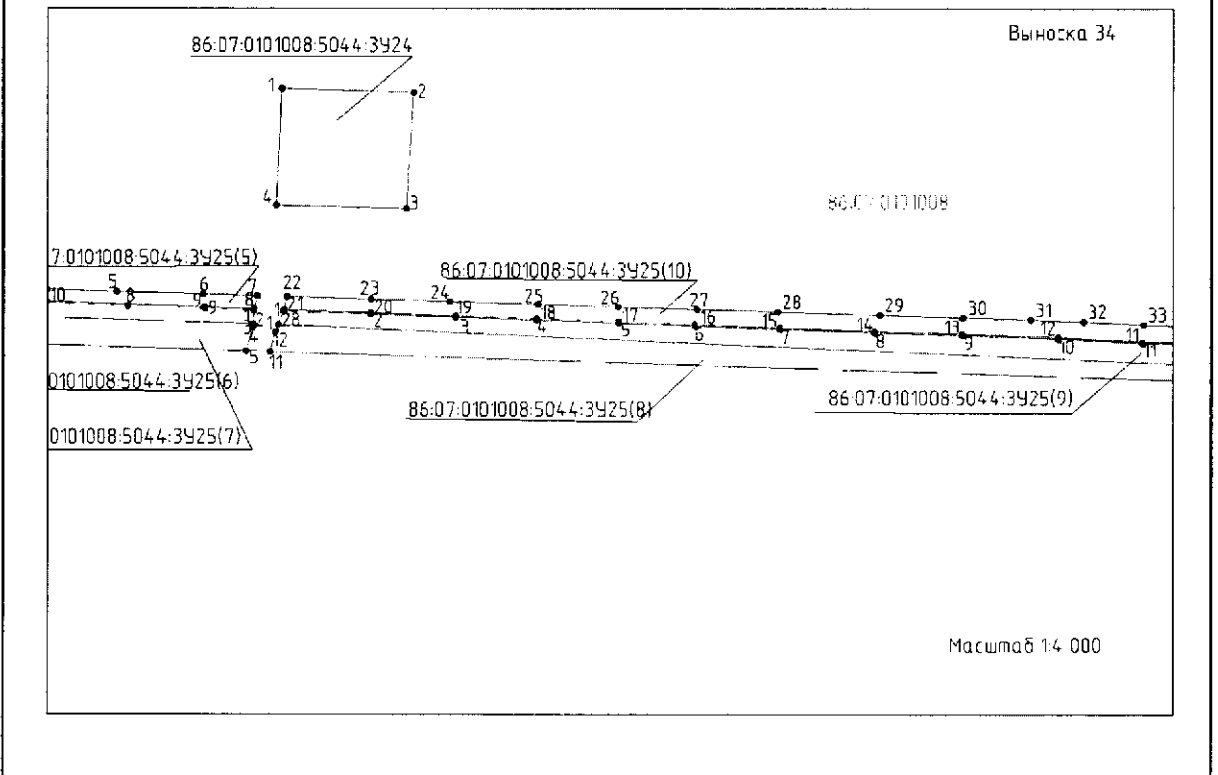 Выноска 34
86:07:0101008:5044:ЗУ24
1
2
4
3
86:07:0101008
7:0101008:5044:ЗУ25(5)
86:07:0101008:5044:ЗУ25(10)
5 6 7 22 23 24 25 26 27 28 29 30 31 32 33
10 8 9 8 21 20 19 18 17 16 15 14 13 12 11
2 3 4 5 6 7 8 9 10 11
28
4 12
5 11
0101008:5044:ЗУ25(6)
86:07:0101008:5044:ЗУ25(8)
86:07:0101008:5044:ЗУ25(9)
0101008:5044:ЗУ25(7)
Масштаб 1:4 000